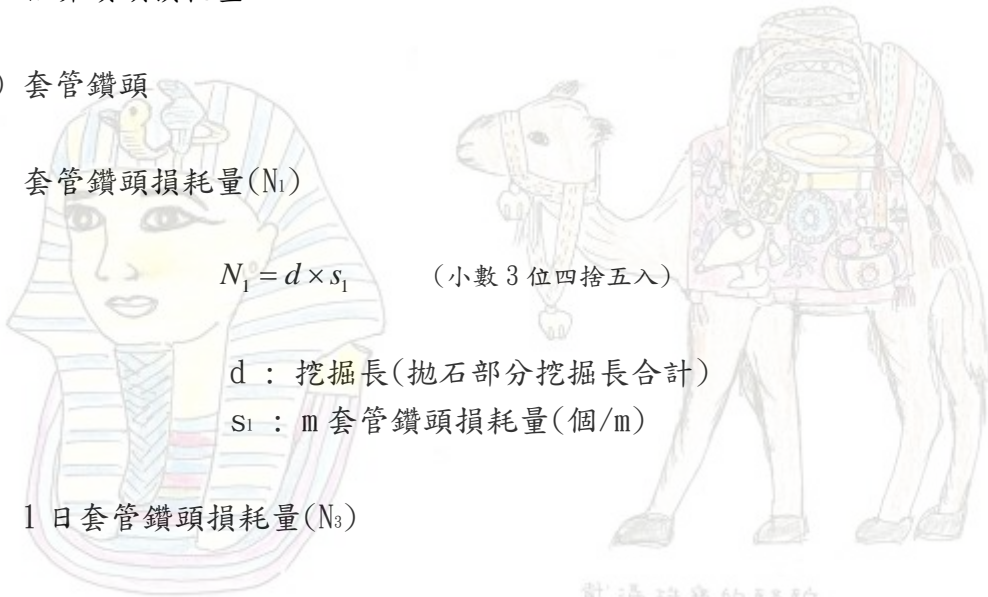 ) 套管鑽頭
套管鑽頭損耗量(N₁)
N₁ = d × s₁ (小數 3 位四捨五入)
d : 挖掘長(拋石部分挖掘長合計)
s₁ : m 套管鑽頭損耗量(個/m)
1 日套管鑽頭損耗量(N₃)